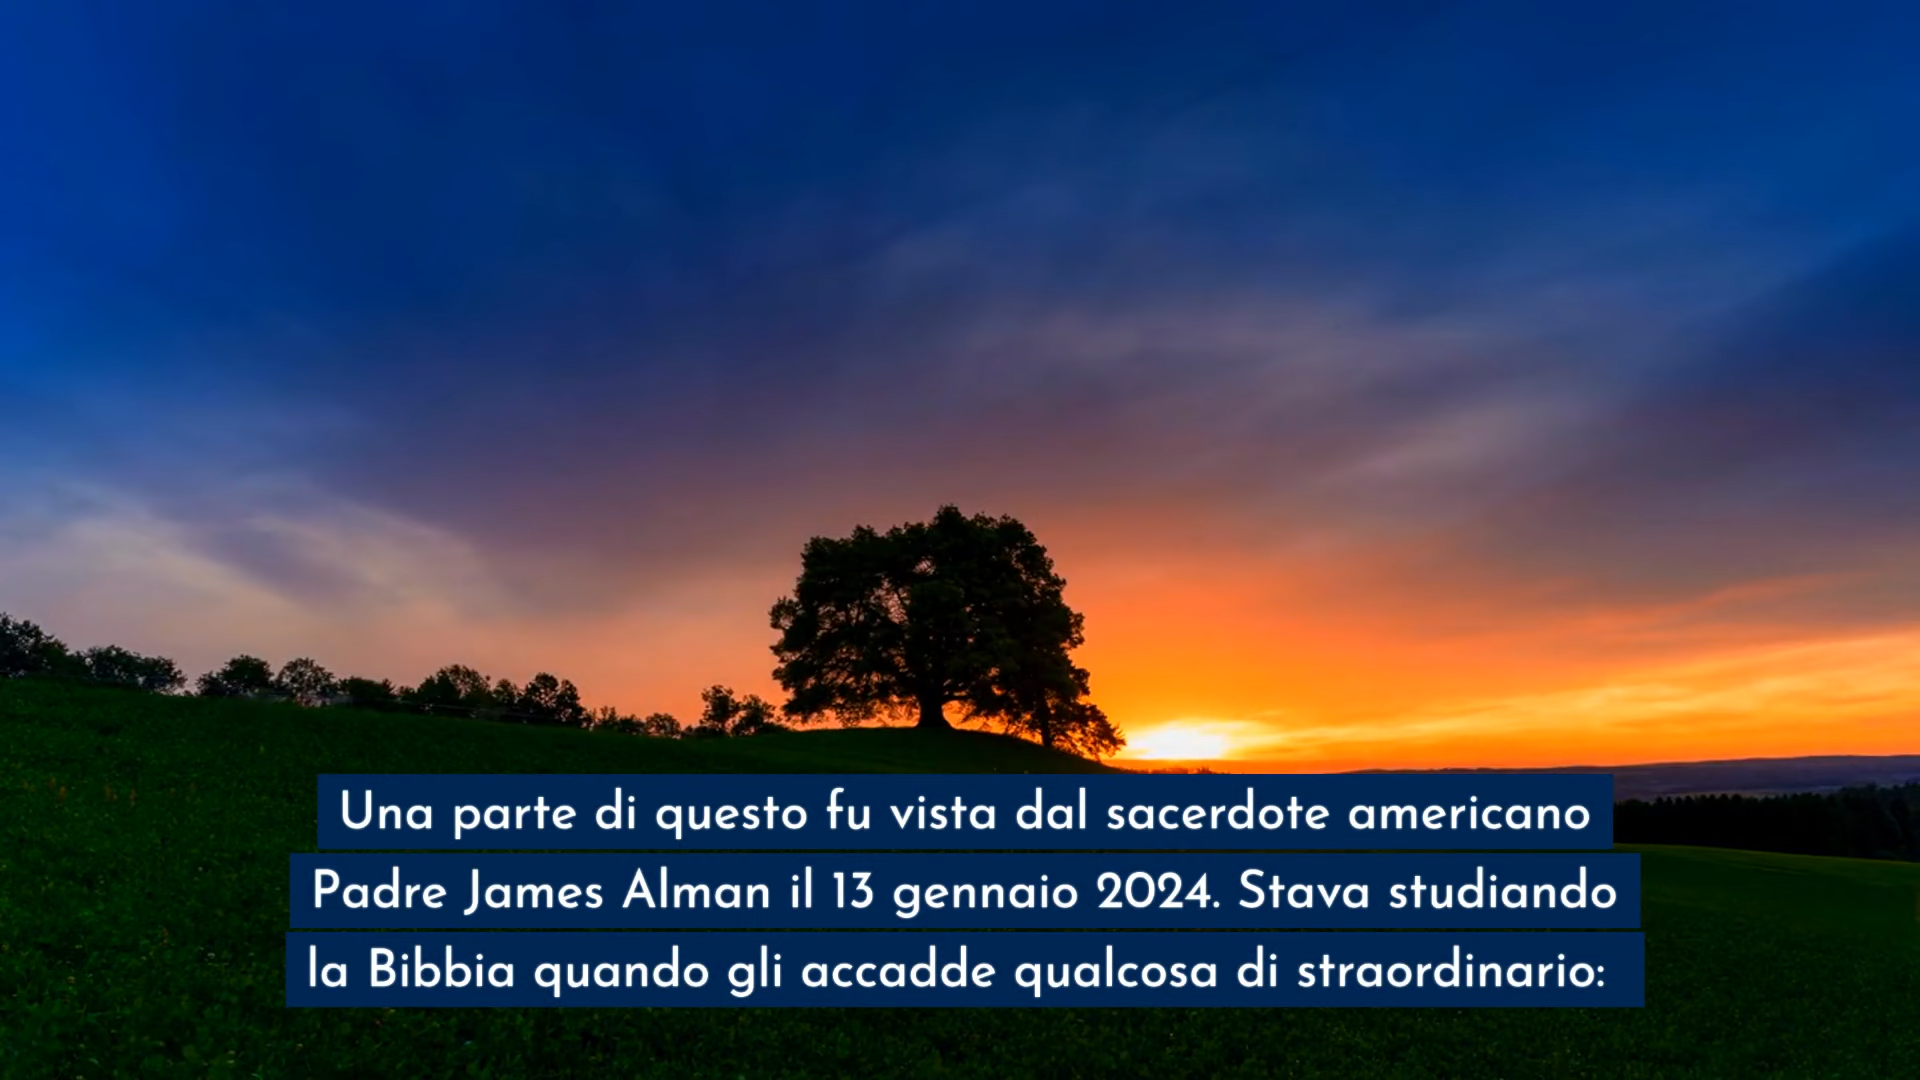 Una parte di questo fu vista dal sacerdote americano
Padre James Alman il 13 gennaio 2024. Stava studiando
la Bibbia quando gli accadde qualcosa di straordinario: